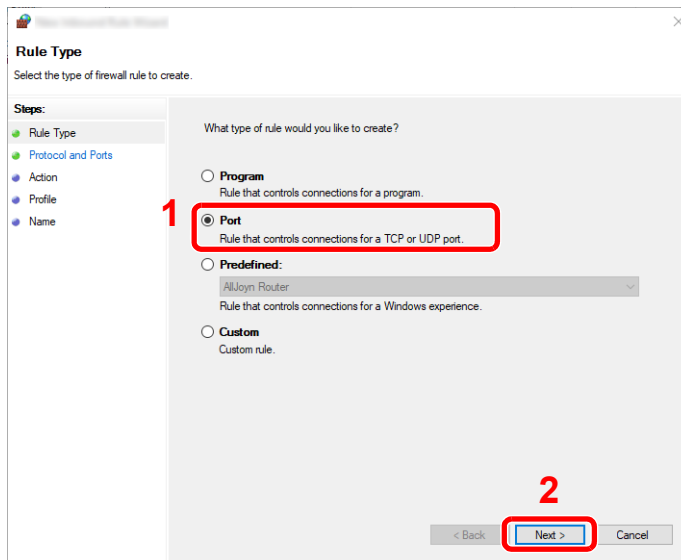 Rule Type
Select the type of firewall rule to create.
Steps:
Rule Type
Protocol and Ports
Action
Profile
Name
What type of rule would you like to create?
Program
Rule that controls connections for a program.
1
Port
Rule that controls connections for a TCP or UDP port.
Predefined:
AllJoyn Router
Rule that controls connections for a Windows experience.
Custom
Custom rule.
2
< Back
Next >
Cancel